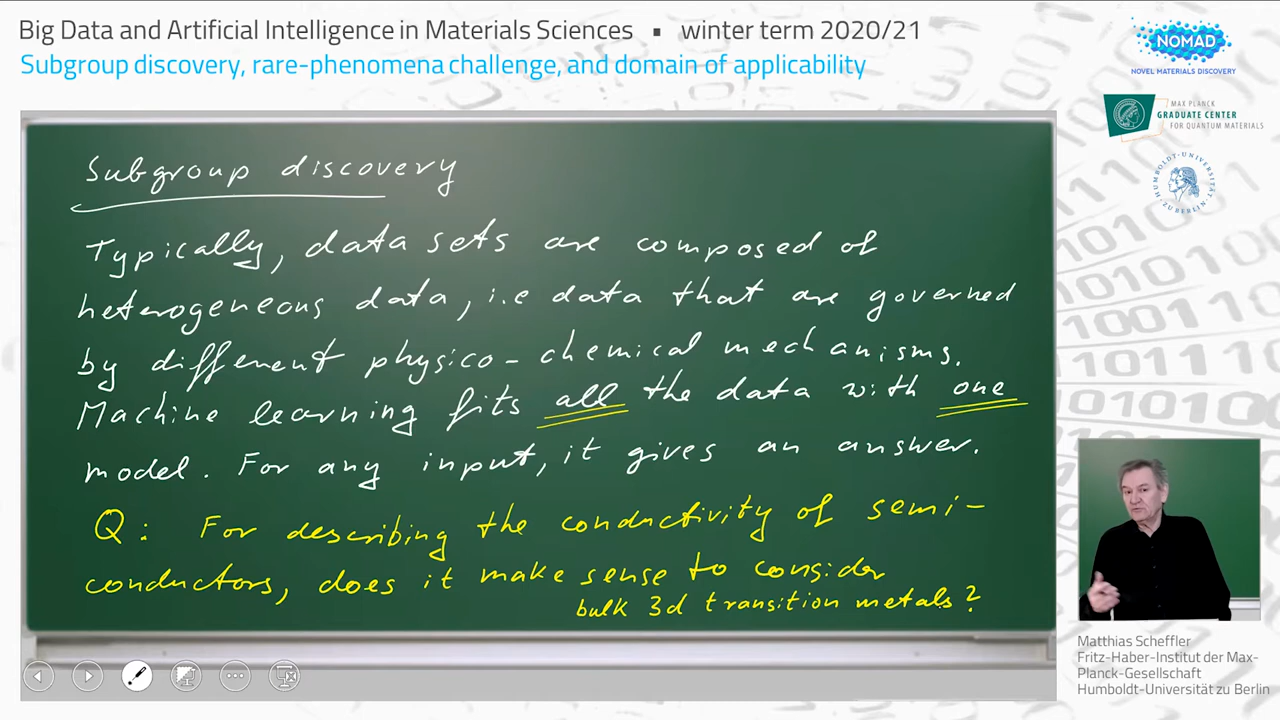 Big Data and Artificial Intelligence in Materials Sciences ▪ winter term 2020/21
Subgroup discovery, rare-phenomena challenge, and domain of applicability
NOMAD
NOVEL MATERIALS DISCOVERY
MAX PLANCK
GRADUATE CENTER
FOR QUANTUM MATERIALS
HUMBOLDT-UNIVERSITÄT ZU BERLIN
Subgroup discovery
Typically, data sets are composed of
heterogeneous data, i.e data that are governed
by different physico-chemical mechanisms.
Machine learning fits all the data with one
model. For any input, it gives an answer.
Q: For describing the conductivity of semi-
conductors, does it make sense to consider
bulk 3d transition metals?
Matthias Scheffler
Fritz-Haber-Institut der Max-
Planck-Gesellschaft
Humboldt-Universität zu Berlin